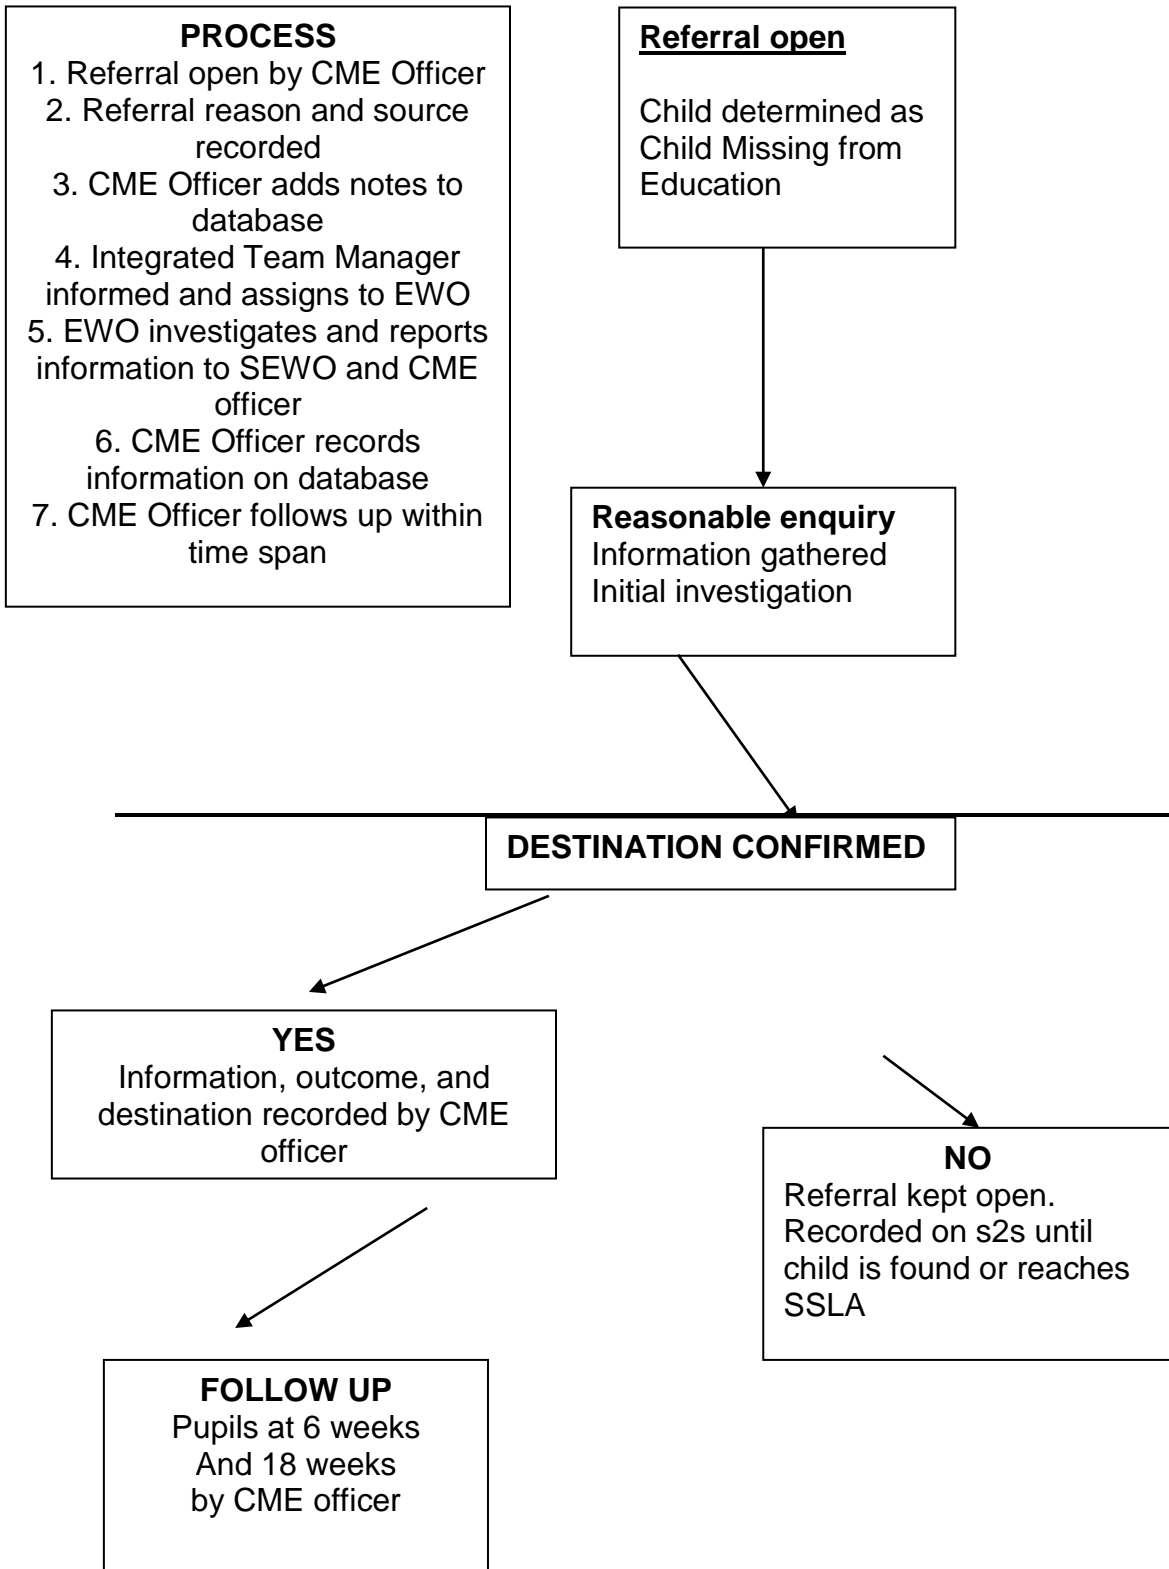 PROCESS
1. Referral open by CME Officer
2. Referral reason and source
recorded
3. CME Officer adds notes to
database
4. Integrated Team Manager
informed and assigns to EWO
5. EWO investigates and reports
information to SEWO and CME
officer
6. CME Officer records
information on database
7. CME Officer follows up within
time span
Referral open
Child determined as
Child Missing from
Education
Reasonable enquiry
Information gathered
Initial investigation
DESTINATION CONFIRMED
YES
Information, outcome, and
destination recorded by CME
officer
NO
Referral kept open.
Recorded on s2s until
child is found or reaches
SSLA
FOLLOW UP
Pupils at 6 weeks
And 18 weeks
by CME officer